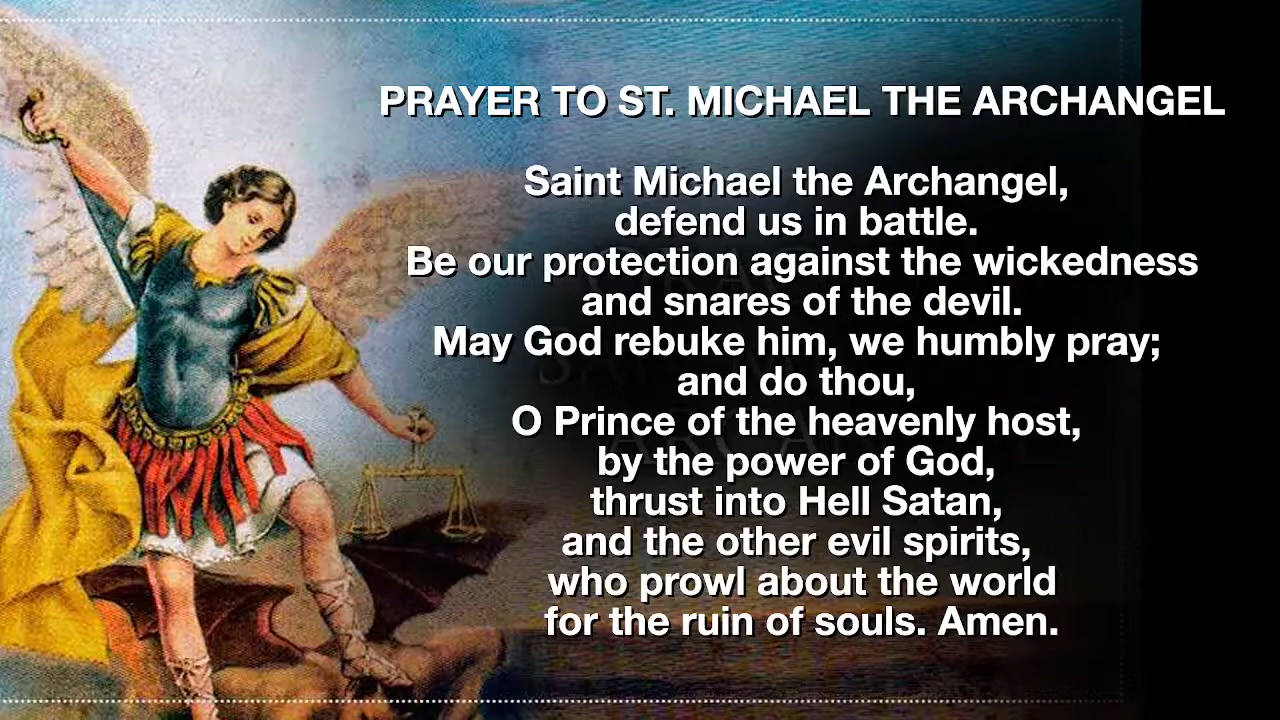 PRAYER TO ST. MICHAEL THE ARCHANGEL
Saint Michael the Archangel,
defend us in battle.
Be our protection against the wickedness
and snares of the devil.
May God rebuke him, we humbly pray;
and do thou,
O Prince of the heavenly host,
by the power of God,
thrust into Hell Satan,
and the other evil spirits,
who prowl about the world
for the ruin of souls. Amen.